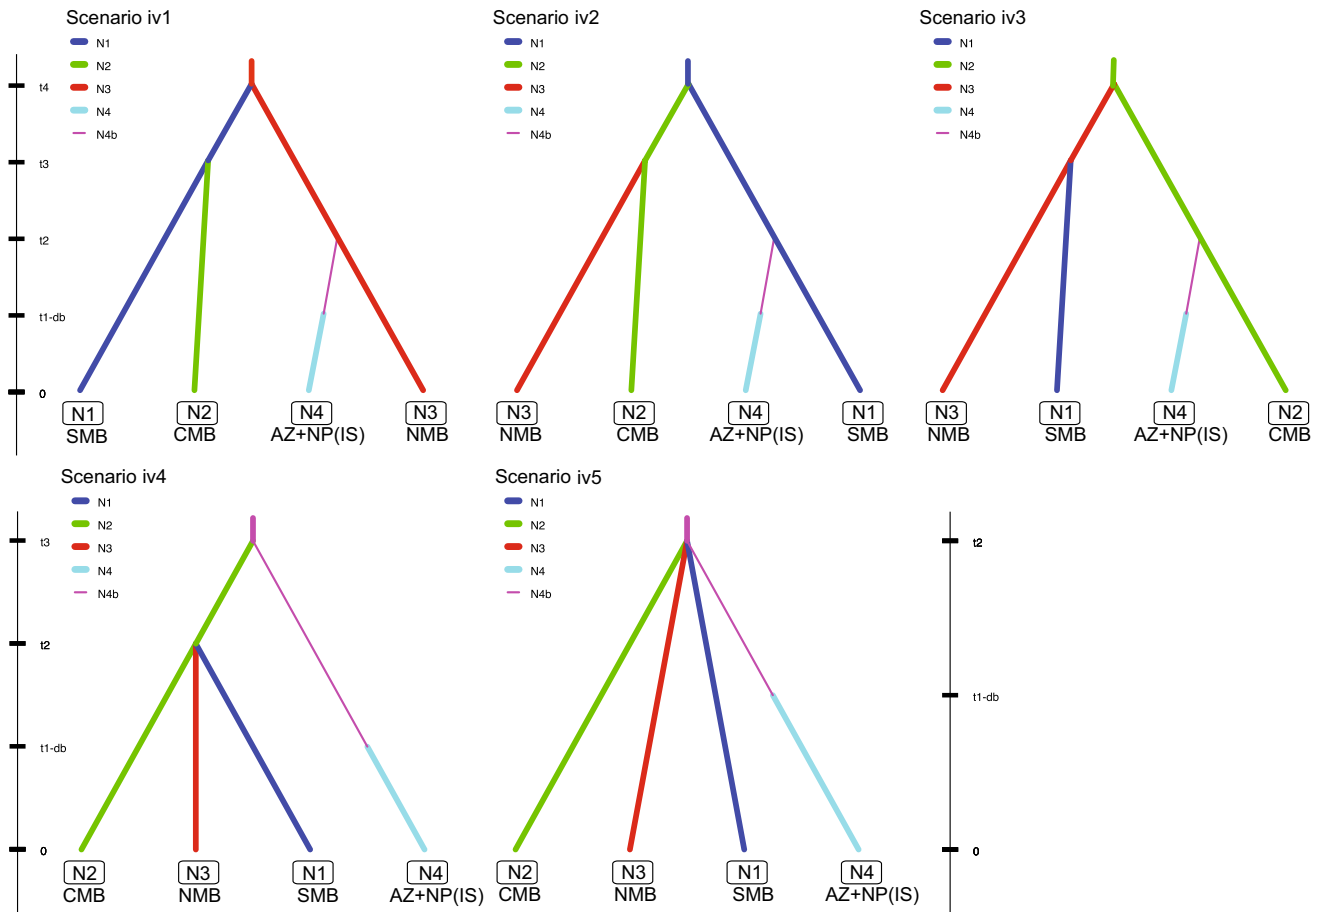 Scenario iv1
N1
N2
N3
N4
N4b
t4
t3
t2
t1-db
0
N1
SMB
N2
CMB
N4
AZ+NP(IS)
N3
NMB
Scenario iv2
N1
N2
N3
N4
N4b
N3
NMB
N2
CMB
N4
AZ+NP(IS)
N1
SMB
Scenario iv3
N1
N2
N3
N4
N4b
N3
NMB
N1
SMB
N4
AZ+NP(IS)
N2
CMB
Scenario iv4
N1
N2
N3
N4
N4b
t3
t2
t1-db
0
N2
CMB
N3
NMB
N1
SMB
N4
AZ+NP(IS)
Scenario iv5
N1
N2
N3
N4
N4b
N2
CMB
N3
NMB
N1
SMB
N4
AZ+NP(IS)
t2
t1-db
0